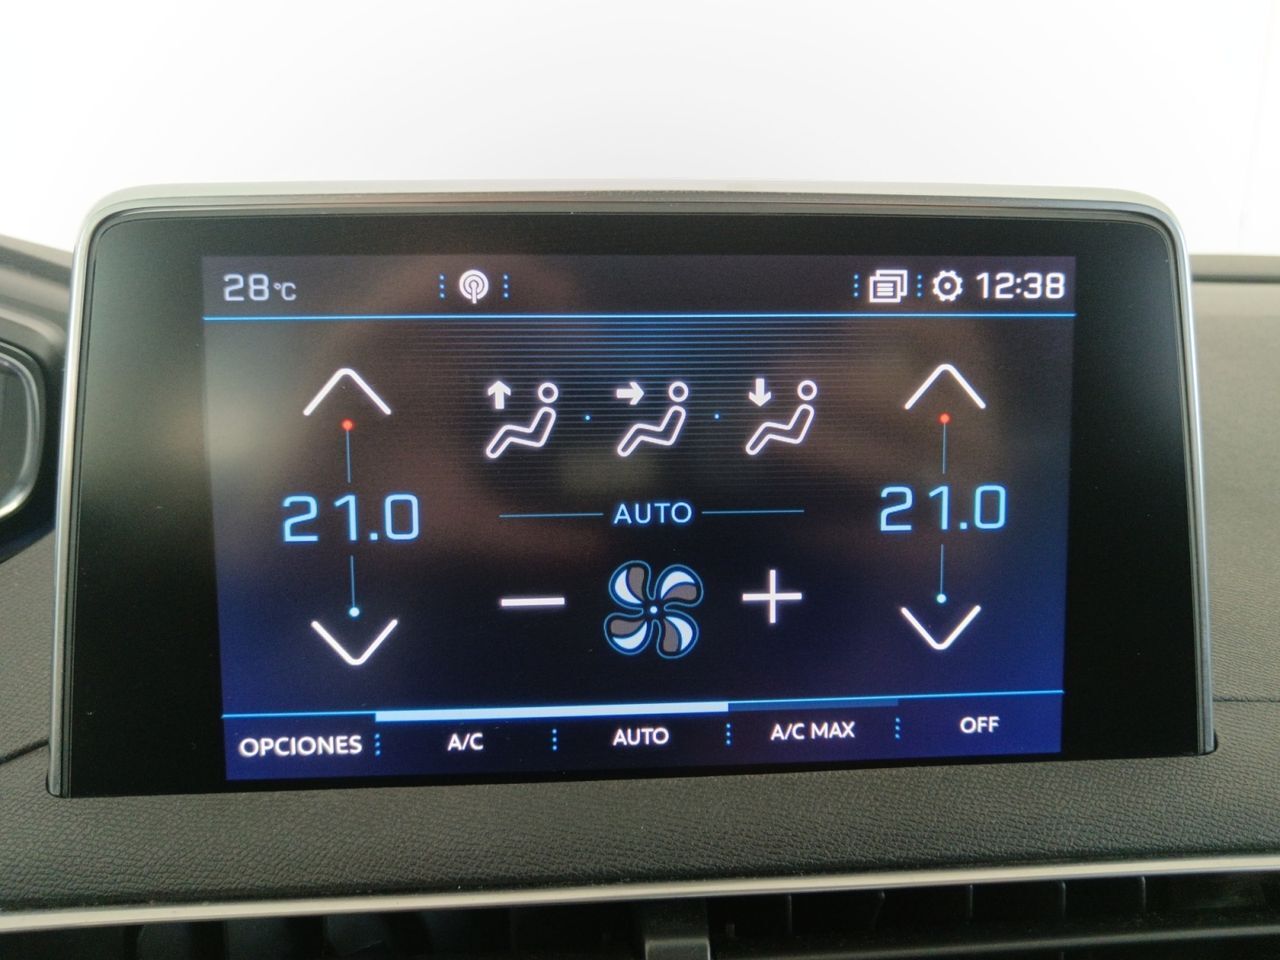 28°C 12:38
21.0 21.0
AUTO
OPCIONES A/C AUTO A/C MAX OFF